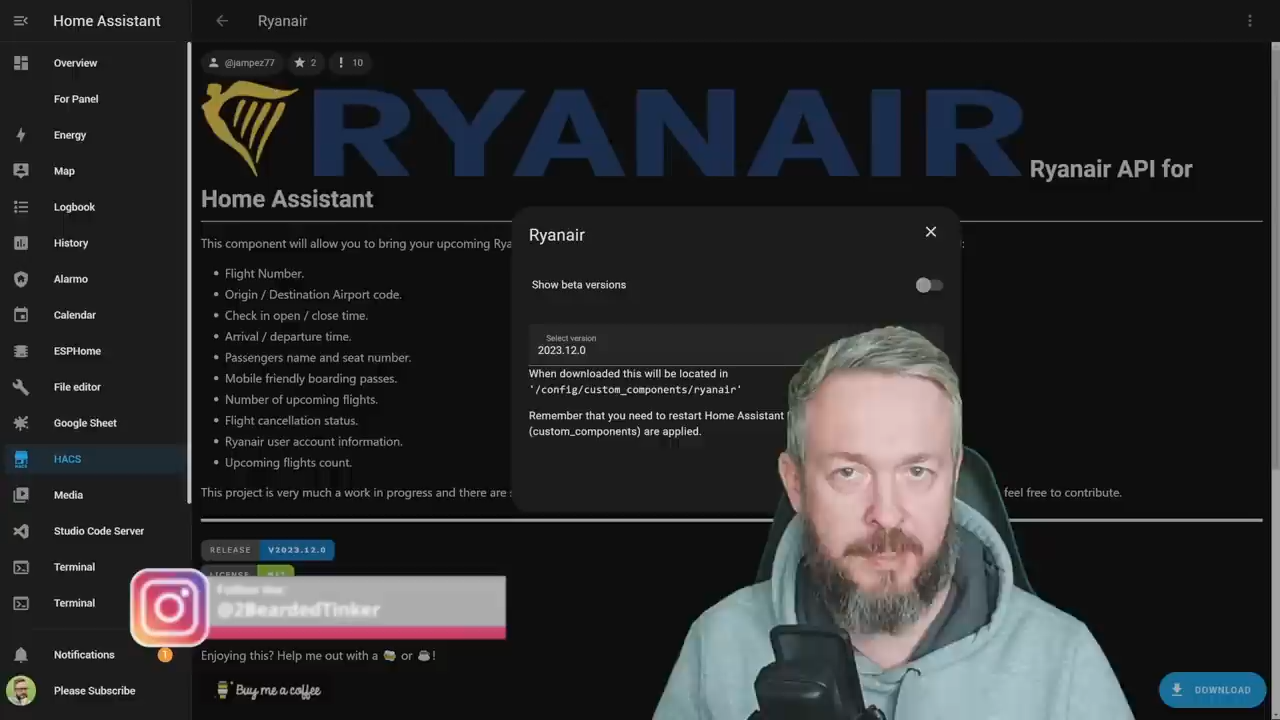 Home Assistant
Ryanair
Overview
For Panel
Energy
Map
Logbook
History
Alarmo
Calendar
ESPHome
File editor
Google Sheet
HACS
Media
Studio Code Server
Terminal
Terminal
Notifications
1
Please Subscribe
@jampez77
2
10
RYANAIR Ryanair API for
Home Assistant
This component will allow you to bring your upcoming Rya
Flight Number.
Origin / Destination Airport code.
Check in open / close time.
Arrival / departure time.
Passengers name and seat number.
Mobile friendly boarding passes.
Number of upcoming flights.
Flight cancellation status.
Ryanair user account information.
Upcoming flights count.
This project is very much a work in progress and there are
feel free to contribute.
RELEASE V2023.12.0
LICENSE MIT
Follow me:
@2BeardedTinker
Enjoying this? Help me out with a 🍻 or ☕!
Buy me a coffee
Ryanair
Show beta versions
Select version
2023.12.0
When downloaded this will be located in
'/config/custom_components/ryanair'
Remember that you need to restart Home Assistant
(custom_components) are applied.
DOWNLOAD